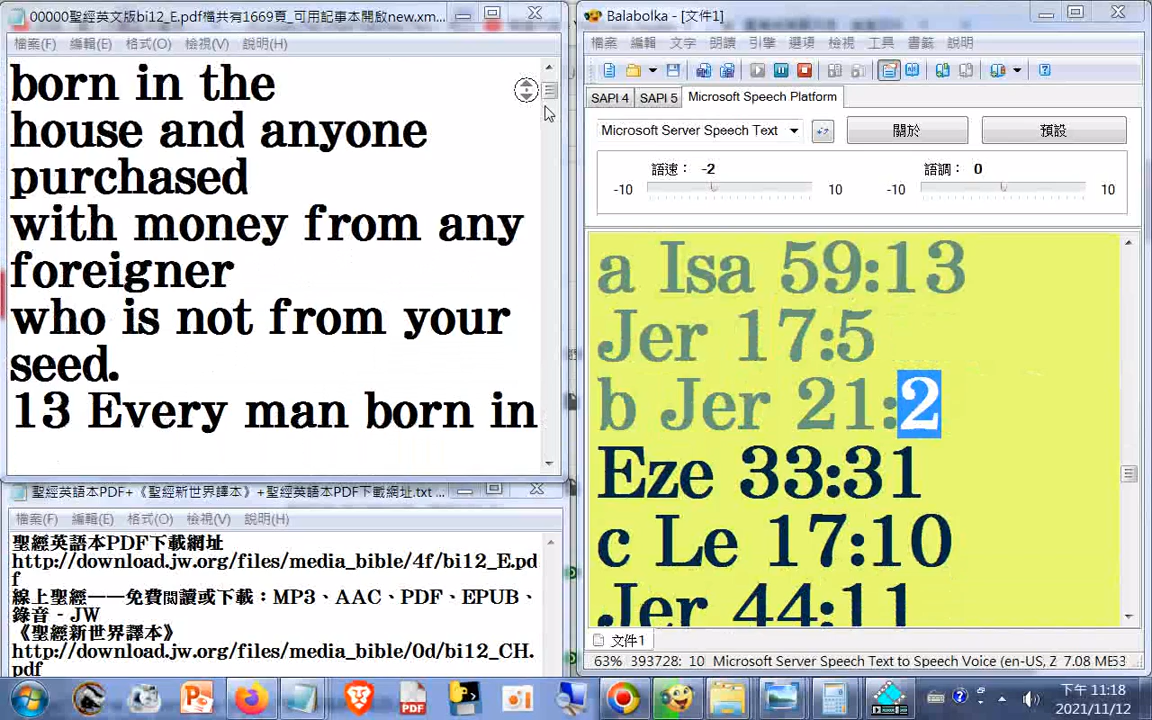 00000聖經英文版bi12_E.pdf檔共有1669頁_可用記事本開啟new.xm...
檔案(F) 編輯(E) 格式(O) 檢視(V) 說明(H)
born in the
house and anyone
purchased
with money from any
foreigner
who is not from your
seed.
13 Every man born in
聖經英語本PDF+《聖經新世界譯本》+聖經英語本PDF下載網址.txt ...
檔案(F) 編輯(E) 格式(O) 檢視(V) 說明(H)
聖經英語本PDF下載網址
http://download.jw.org/files/media_bible/4f/bi12_E.pd
f
線上聖經——免費閱讀或下載：MP3、AAC、PDF、EPUB、
錄音 - JW
《聖經新世界譯本》
http://download.jw.org/files/media_bible/0d/bi12_CH.
pdf
Balabolka - [文件1]
檔案 編輯 文字 朗讀 引擎 選項 檢視 工具 書籤 說明
SAPI 4 SAPI 5 Microsoft Speech Platform
Microsoft Server Speech Text 關於 預設
語速： -2 語調： 0
-10 10 -10 10
a Isa 59:13
Jer 17:5
b Jer 21:2
Eze 33:31
c Le 17:10
Jer 44:11
文件1
63% 393728: 10 Microsoft Server Speech Text to Speech Voice (en-US, Z 7.08 ME53
PDF
下午 11:18
2021/11/12